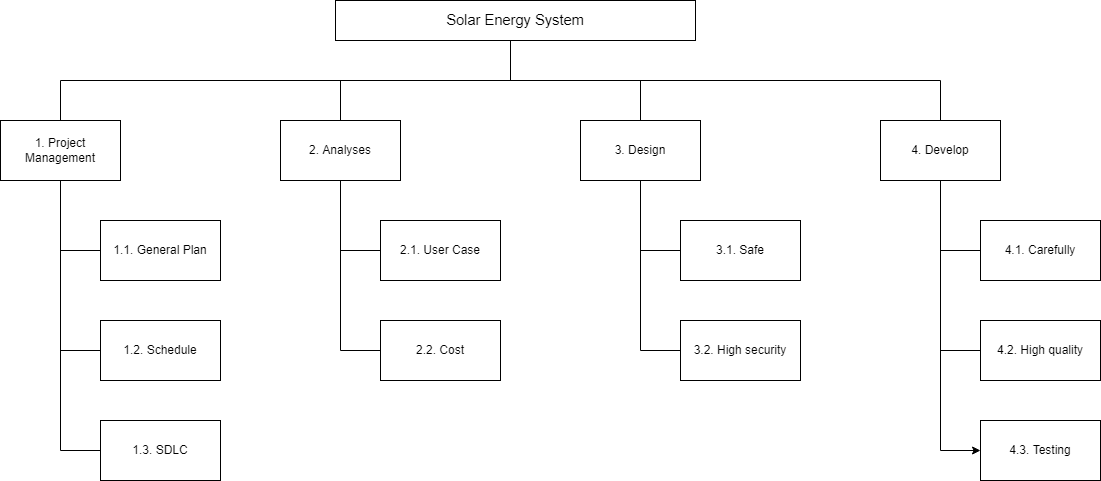 Solar Energy System
1. Project
Management
2. Analyses
3. Design
4. Develop
1.1. General Plan
2.1. User Case
3.1. Safe
4.1. Carefully
1.2. Schedule
2.2. Cost
3.2. High security
4.2. High quality
1.3. SDLC
4.3. Testing